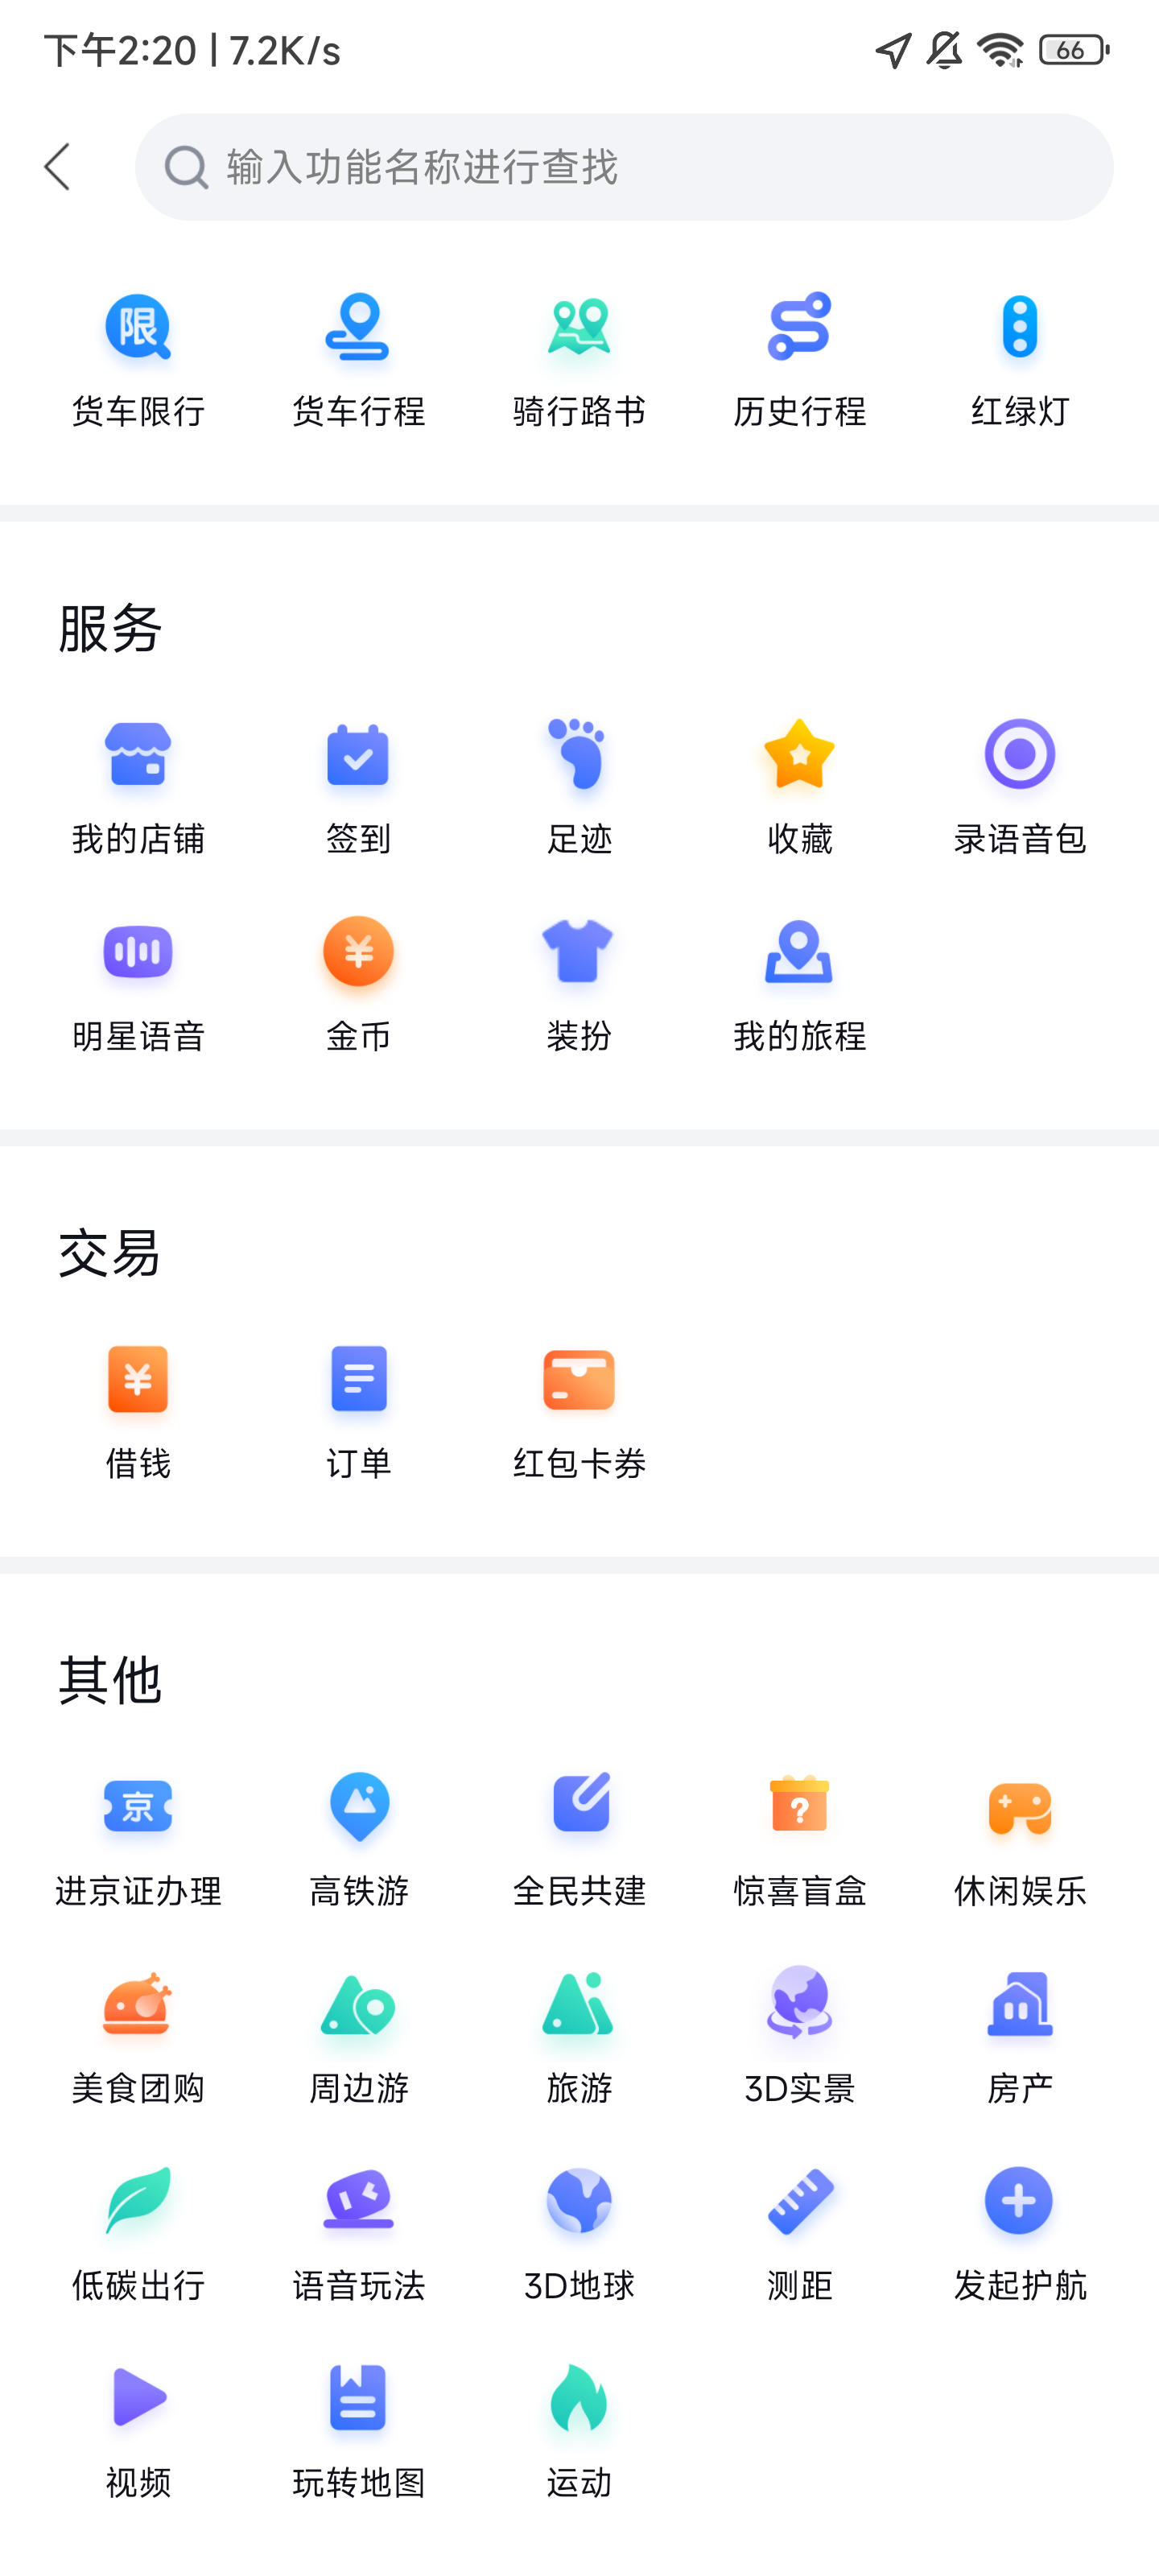 下午2:20 | 7.2K/s
66
输入功能名称进行查找
限
货车限行 货车行程 骑行路书 历史行程 红绿灯
服务
我的店铺 签到 足迹 收藏 录语音包
¥
明星语音 金币 装扮 我的旅程
交易
¥
借钱 订单 红包卡券
其他
京 ?
进京证办理 高铁游 全民共建 惊喜盲盒 休闲娱乐
美食团购 周边游 旅游 3D实景 房产
低碳出行 语音玩法 3D地球 测距 发起护航
视频 玩转地图 运动